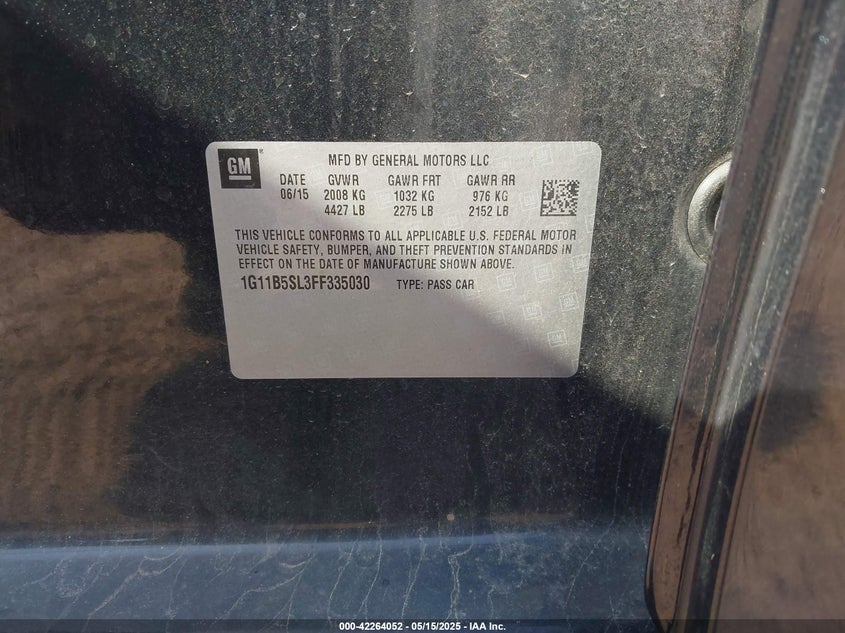 GM
MFD BY GENERAL MOTORS LLC
DATE GVWR GAWR FRT GAWR RR
06/15 2008 KG 1032 KG 976 KG
4427 LB 2275 LB 2152 LB
THIS VEHICLE CONFORMS TO ALL APPLICABLE U.S. FEDERAL MOTOR
VEHICLE SAFETY, BUMPER, AND THEFT PREVENTION STANDARDS IN
EFFECT ON THE DATE OF MANUFACTURE SHOWN ABOVE.
1G11B5SL3FF335030 TYPE: PASS CAR
000-42264052 — 05/15/2025 — IAA Inc.